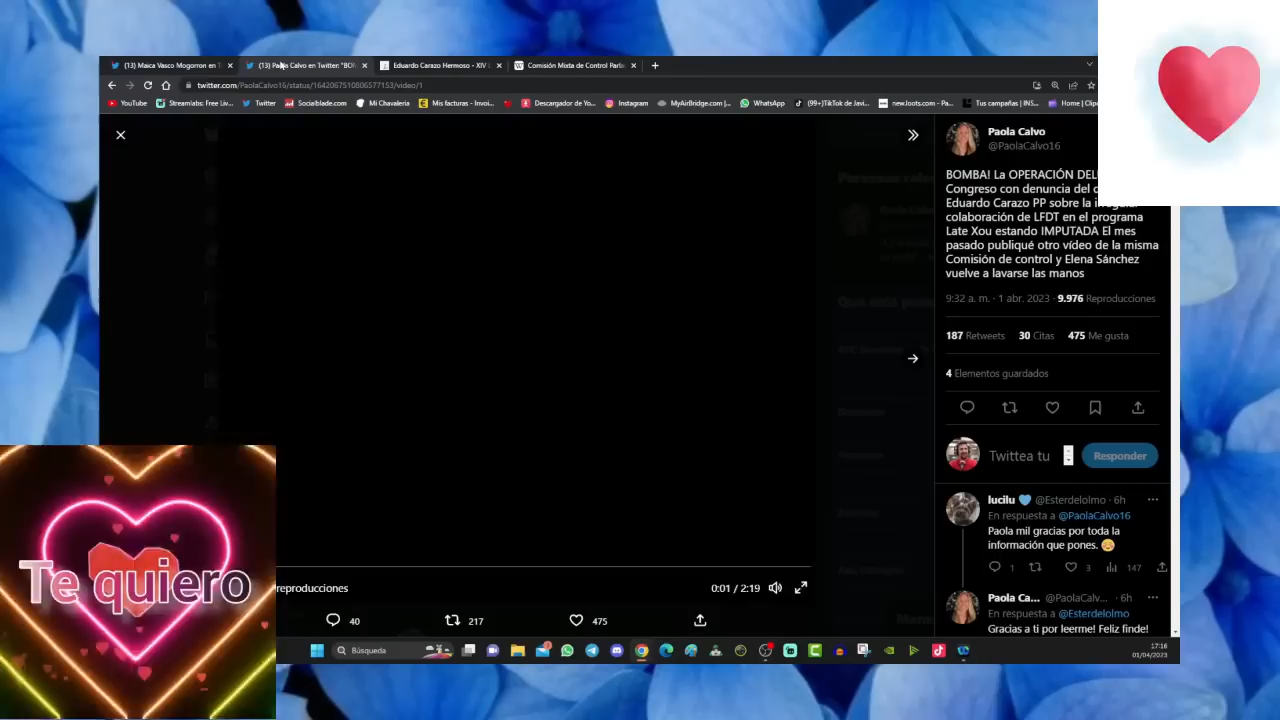 (13) Maica Vasco Mogorron en T
(13) Paola Calvo en Twitter: "BOM
Eduardo Carazo Hermoso - XIV L
Comisión Mixta de Control Parla
twitter.com/PaolaCalvo16/status/1642067510806577153/video/1
YouTube
Streamlabs: Free Liv...
Twitter
Socialblade.com
Mi Chavaleria
Mis facturas - Invoi...
Descargador de Yo...
Instagram
MyAirBridge.com |...
WhatsApp
(99+)TikTok de Javi...
new.loots.com - Pa...
Tus campañas | INS...
Home | Clip
Paola Calvo
@PaolaCalvo16
BOMBA! La OPERACIÓN DEL
Congreso con denuncia del
Eduardo Carazo PP sobre la irregular
colaboración de LFDT en el programa
Late Xou estando IMPUTADA El mes
pasado publiqué otro vídeo de la misma
Comisión de control y Elena Sánchez
vuelve a lavarse las manos
9:32 a. m. · 1 abr. 2023 · 9.976 Reproducciones
187 Retweets 30 Citas 475 Me gusta
4 Elementos guardados
Twittea tu
Responder
lucilu @Esterdelolmo · 6h
En respuesta a @PaolaCalvo16
Paola mil gracias por toda la
información que pones.
1 3 147
Paola Ca... @PaolaCalv... · 6h
En respuesta a @Esterdelolmo
Gracias a ti por leerme! Feliz finde!
Te quiero
reproducciones
0:01 / 2:19
40 217 475
Búsqueda
17:16
01/04/2023